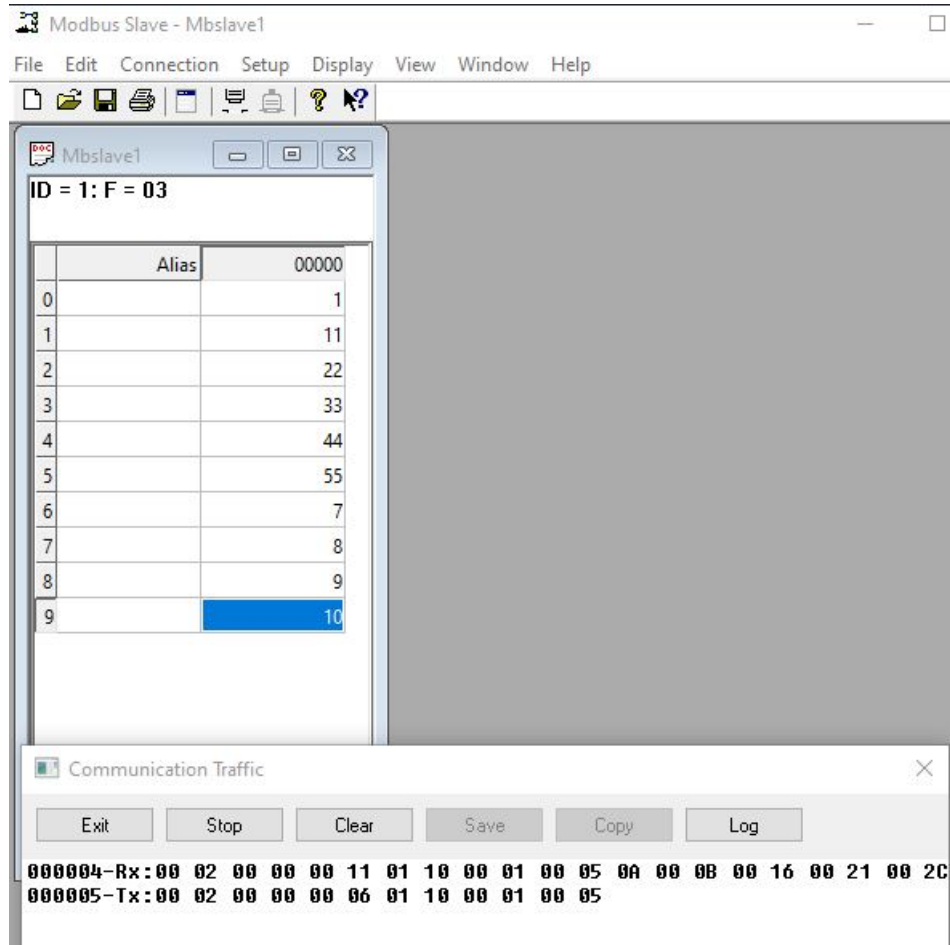 Modbus Slave - Mbslave1
File Edit Connection Setup Display View Window Help
Mbslave1
ID = 1: F = 03
Alias 00000
0 1
1 11
2 22
3 33
4 44
5 55
6 7
7 8
8 9
9 10
Communication Traffic
Exit Stop Clear Save Copy Log
000004-Rx:00 02 00 00 00 11 01 10 00 01 00 05 0A 00 0B 00 16 00 21 00 2C
000005-Tx:00 02 00 00 00 06 01 10 00 01 00 05